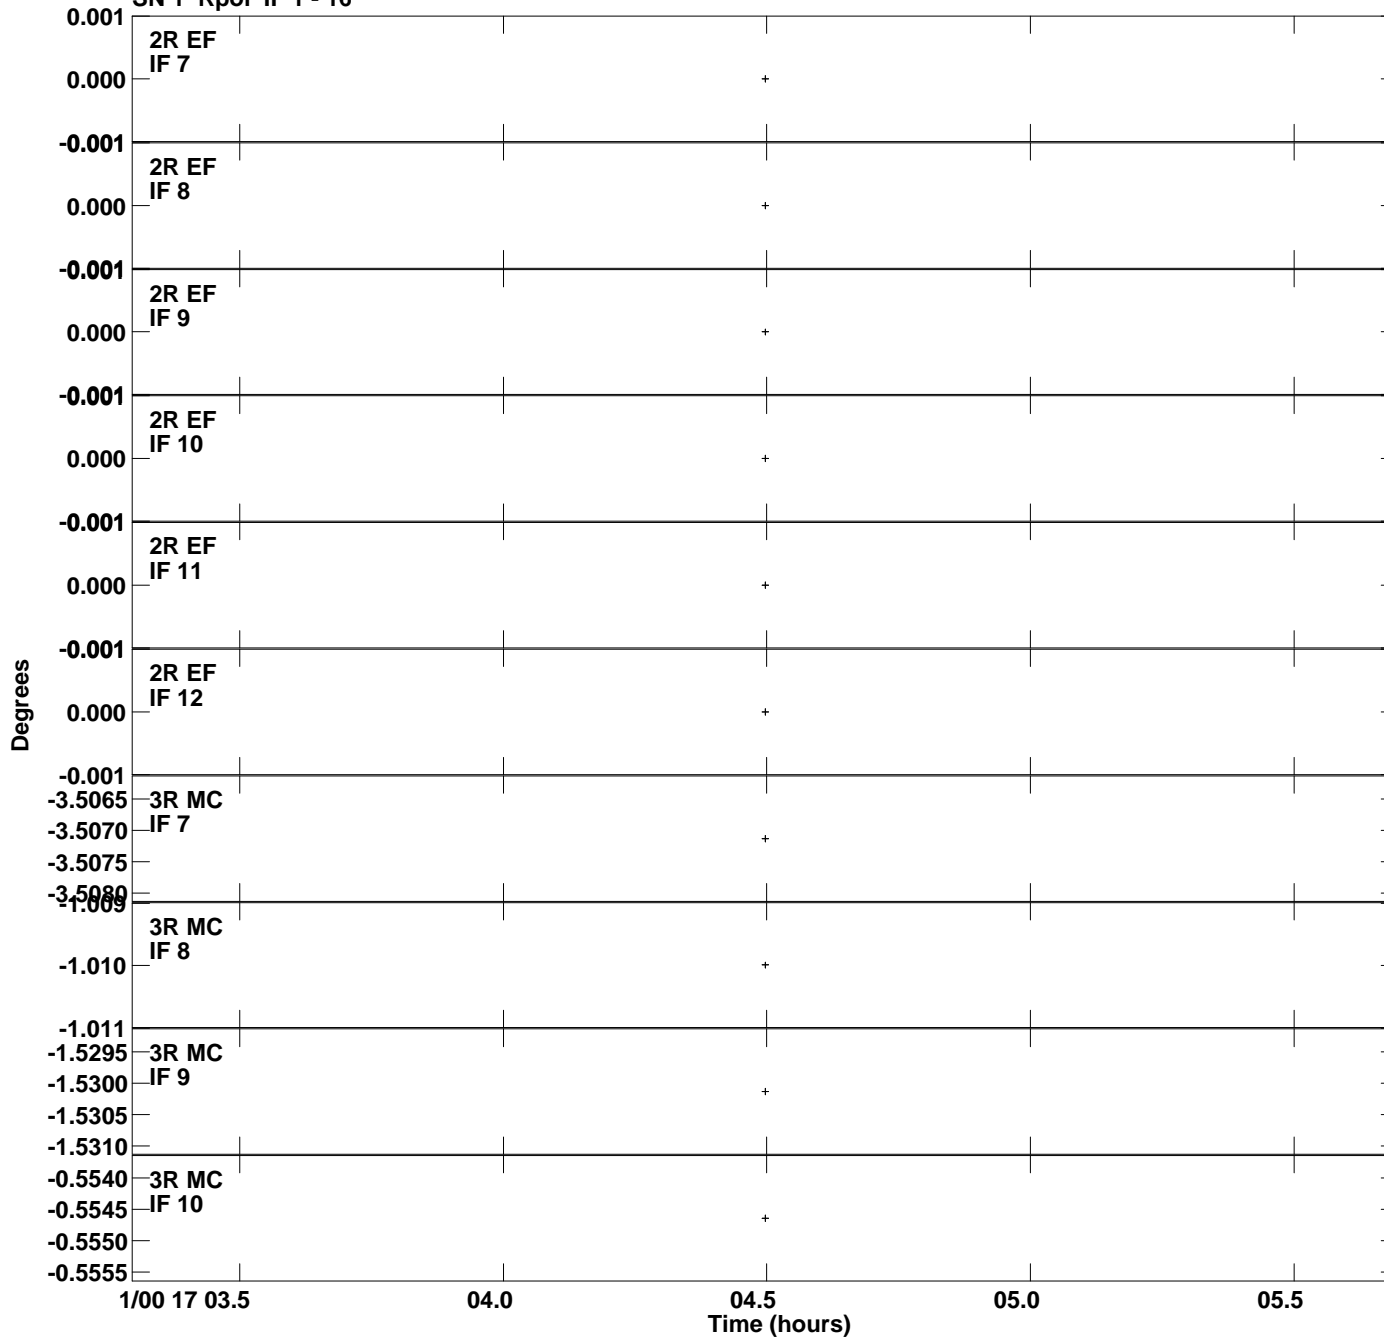 SN 1 Rpol IF 1 - 16
0.001
2R EF
IF 7
0.000
-0.001
2R EF
IF 8
0.000
-0.001
2R EF
IF 9
0.000
-0.001
2R EF
IF 10
0.000
-0.001
2R EF
IF 11
0.000
-0.001
2R EF
IF 12
0.000
-0.001
Degrees
3R MC
IF 7
-3.5065
-3.5070
-3.5075
-3.5080
-1.009
3R MC
IF 8
-1.010
-1.011
3R MC
IF 9
-1.5295
-1.5300
-1.5305
-1.5310
3R MC
IF 10
-0.5540
-0.5545
-0.5550
-0.5555
1/00 17 03.5 04.0 04.5 05.0 05.5
Time (hours)